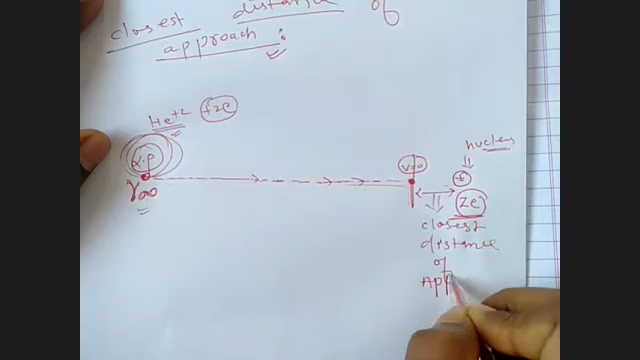 closest distance of
approach :
He+2 +2e
α.p
γ∞
v=0
nucleus
+
Ze
closest
distance
of
App